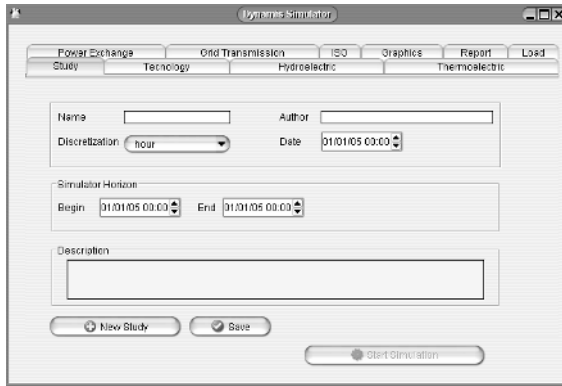 Dynamis Simulator
Power Exchange Grid Transmission ISO Graphics Report Load
Study Tecnology Hydroelectric Thermoelectric
Name Author
Discretization hour Date 01/01/05 00:00
Simulator Horizon
Begin 01/01/05 00:00 End 01/01/05 00:00
Description
New Study Save
Start Simulation